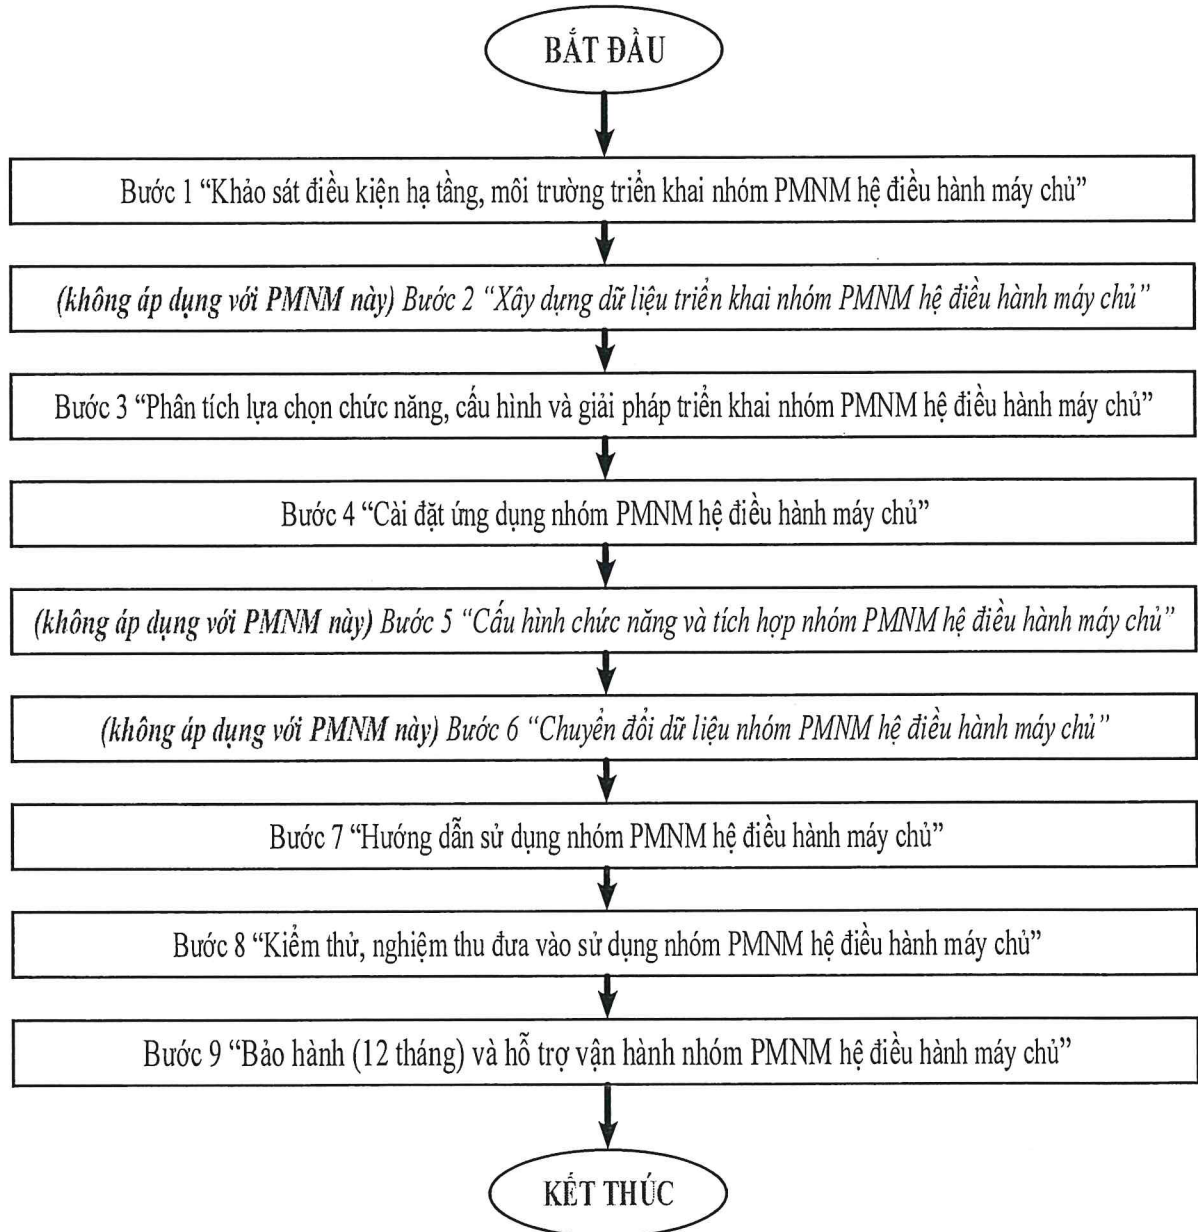 BẮT ĐẦU
Bước 1 “Khảo sát điều kiện hạ tầng, môi trường triển khai nhóm PMNM hệ điều hành máy chủ”
(không áp dụng với PMNM này) Bước 2 “Xây dựng dữ liệu triển khai nhóm PMNM hệ điều hành máy chủ”
Bước 3 “Phân tích lựa chọn chức năng, cấu hình và giải pháp triển khai nhóm PMNM hệ điều hành máy chủ”
Bước 4 “Cài đặt ứng dụng nhóm PMNM hệ điều hành máy chủ”
(không áp dụng với PMNM này) Bước 5 “Cấu hình chức năng và tích hợp nhóm PMNM hệ điều hành máy chủ”
(không áp dụng với PMNM này) Bước 6 “Chuyển đổi dữ liệu nhóm PMNM hệ điều hành máy chủ”
Bước 7 “Hướng dẫn sử dụng nhóm PMNM hệ điều hành máy chủ”
Bước 8 “Kiểm thử, nghiệm thu đưa vào sử dụng nhóm PMNM hệ điều hành máy chủ”
Bước 9 “Bảo hành (12 tháng) và hỗ trợ vận hành nhóm PMNM hệ điều hành máy chủ”
KẾT THÚC